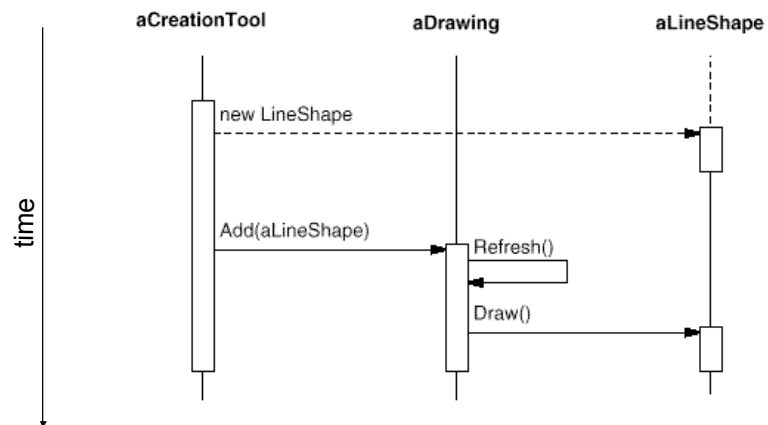 aCreationTool
aDrawing
aLineShape
new LineShape
time
Add(aLineShape)
Refresh()
Draw()